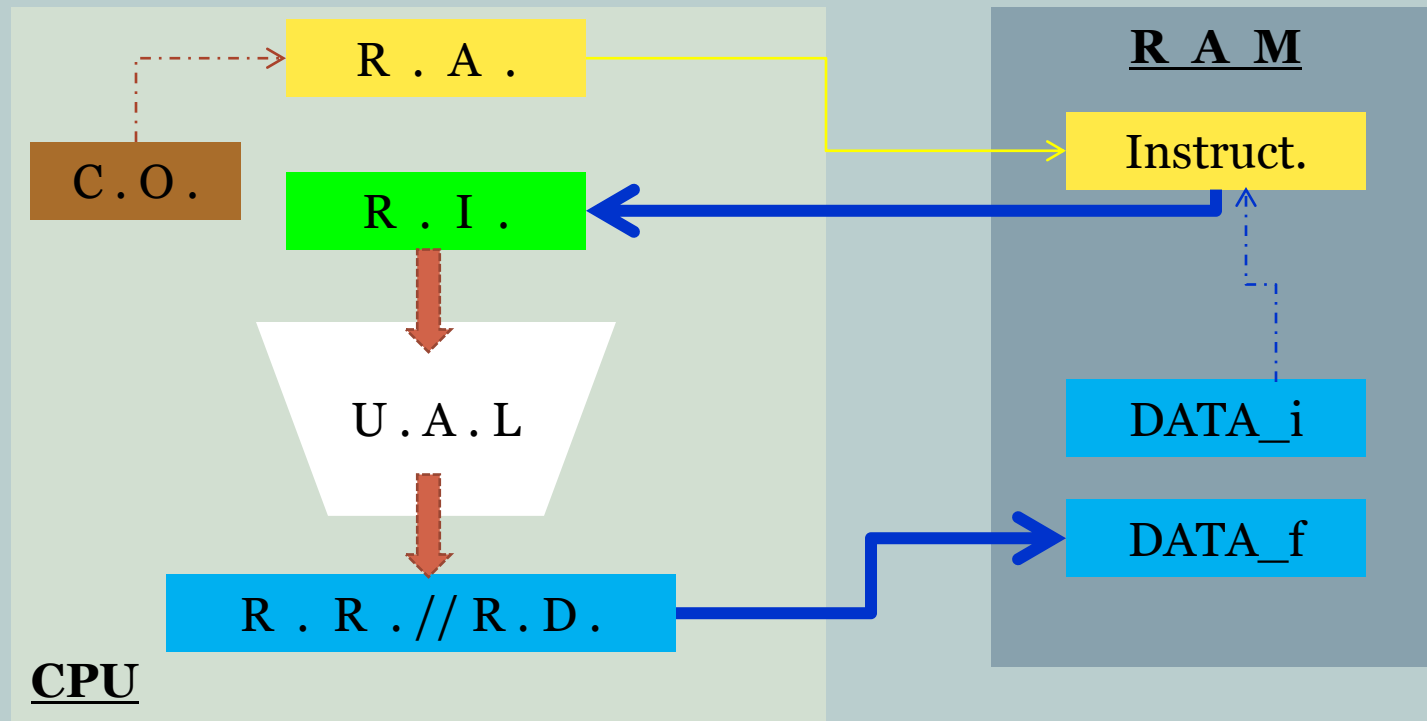 R . A .
C . O .
R . I .
U . A . L
R . R . // R . D .
CPU
R A M
Instruct.
DATA_i
DATA_f